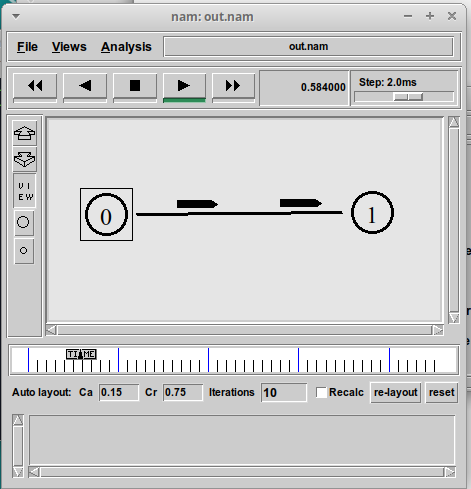 nam: out.nam
File Views Analysis out.nam
0.584000 Step: 2.0ms
VIEW
0 1
TIME
Auto layout: Ca 0.15 Cr 0.75 Iterations 10 Recalc re-layout reset